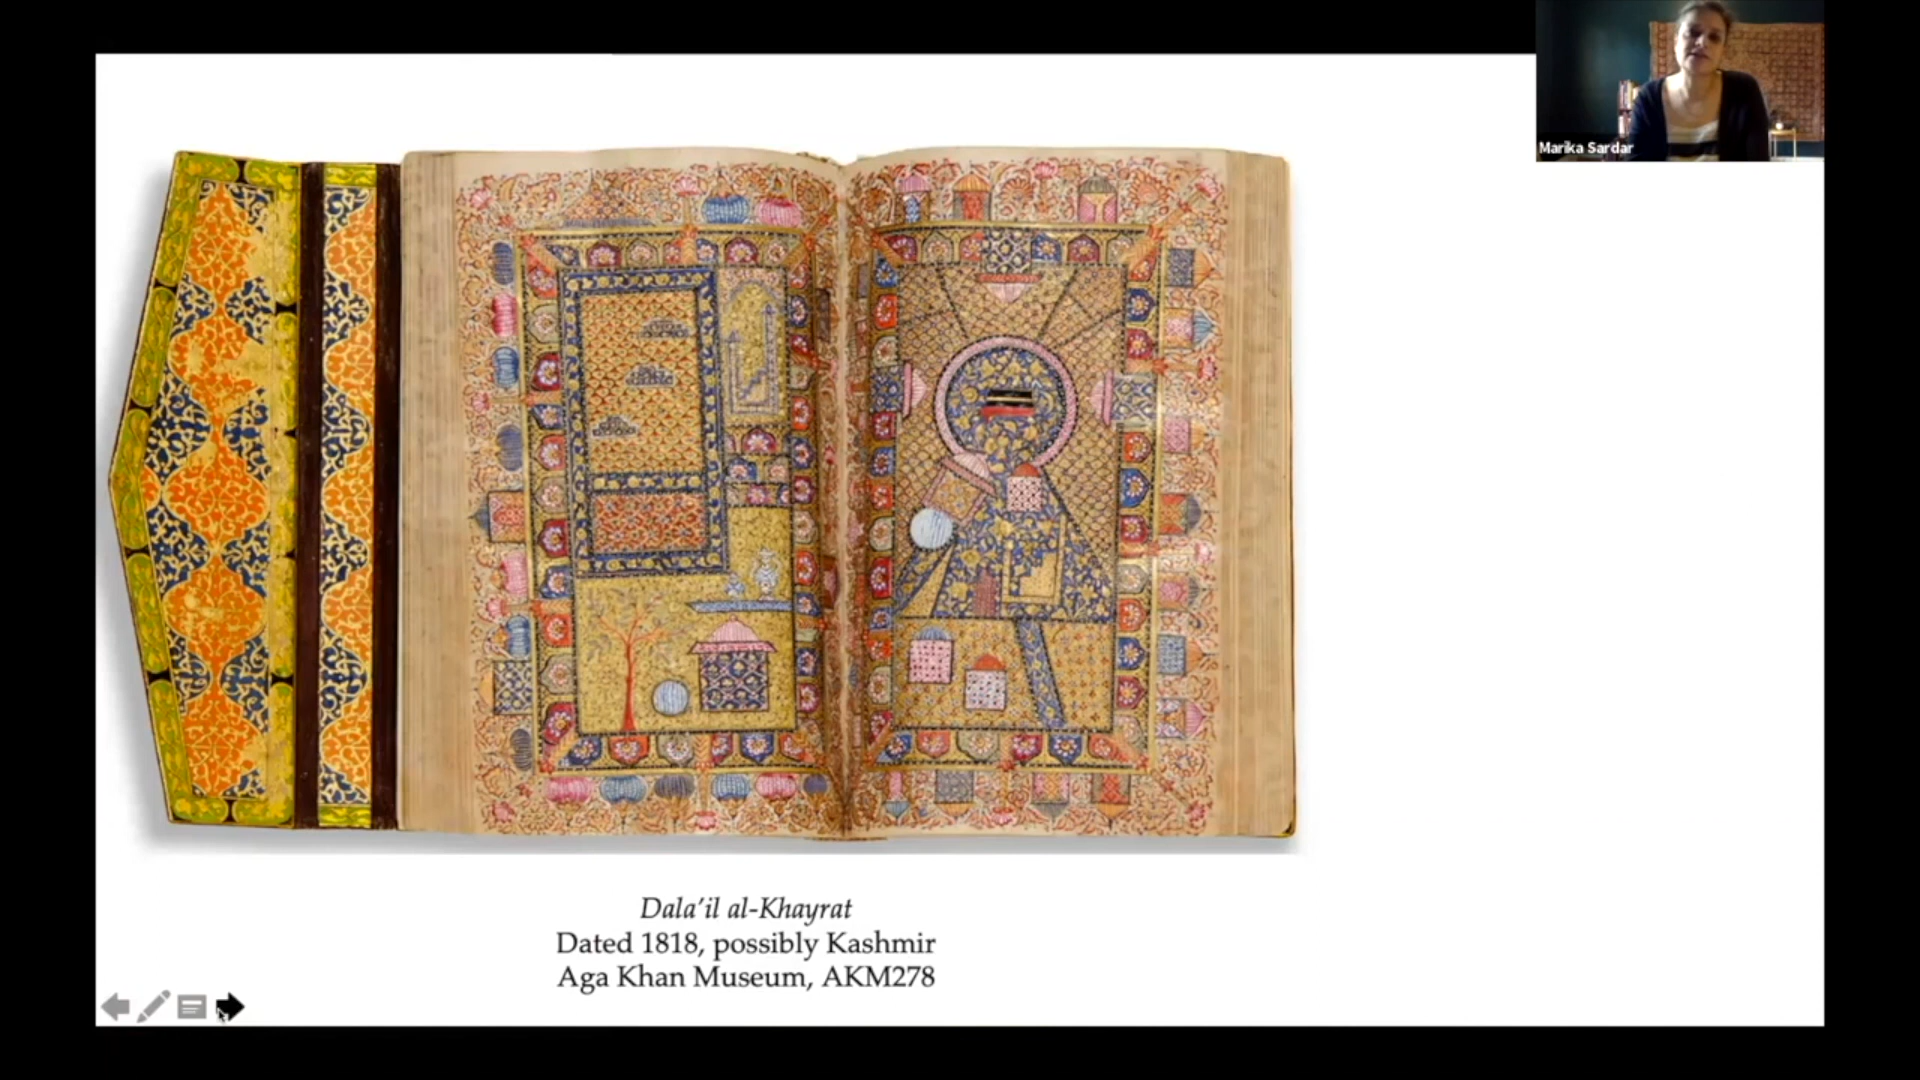 Marika Sardar
Dala'il al-Khayrat
Dated 1818, possibly Kashmir
Aga Khan Museum, AKM278